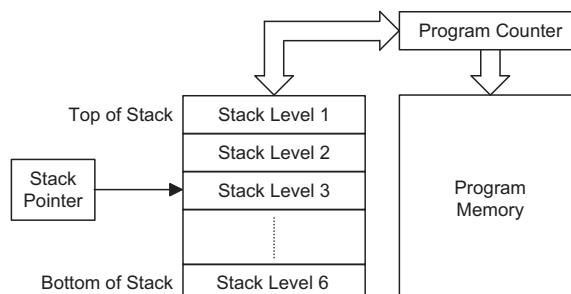 Program Counter
Top of Stack
Stack Level 1
Stack Level 2
Stack
Pointer
Stack Level 3
Program
Memory
Bottom of Stack
Stack Level 6